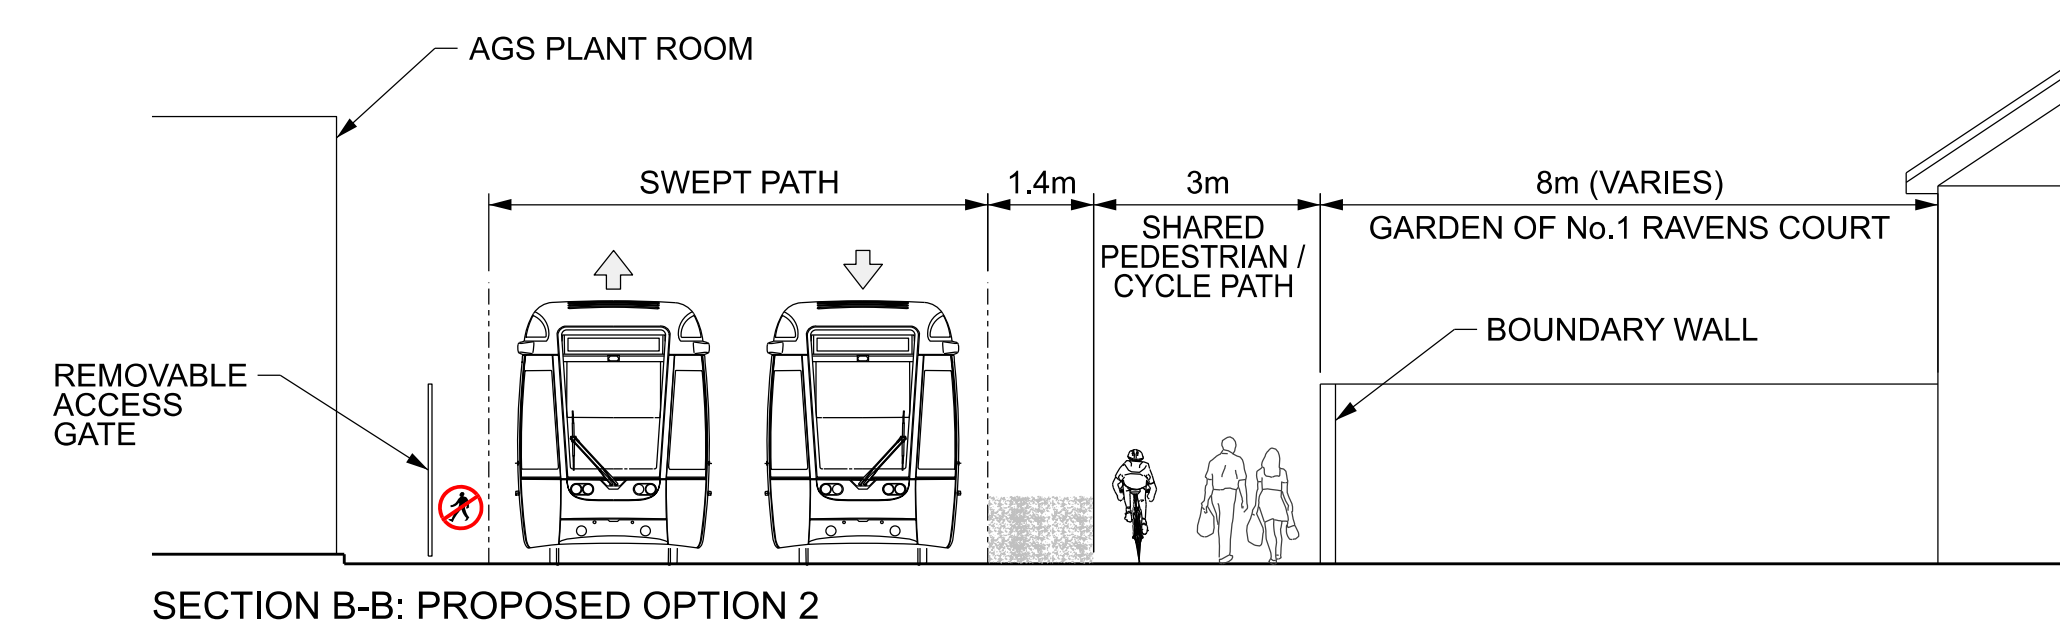 AGS PLANT ROOM
SWEPT PATH
1.4m
3m
8m (VARIES)
SHARED
PEDESTRIAN /
CYCLE PATH
GARDEN OF No.1 RAVENS COURT
BOUNDARY WALL
REMOVABLE
ACCESS
GATE
SECTION B-B: PROPOSED OPTION 2